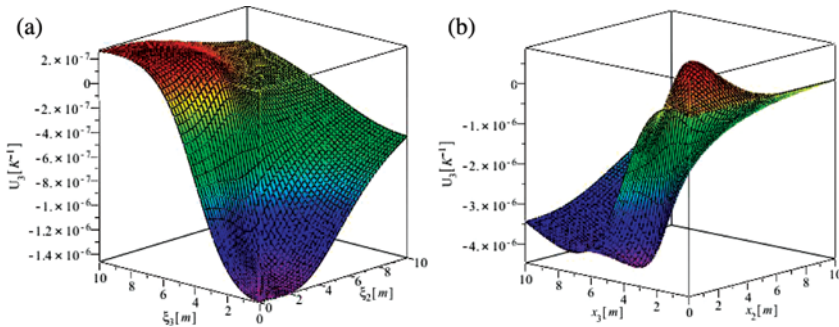 (a)
2.×10⁻⁷
0
-2.×10⁻⁷
-4.×10⁻⁷
-6.×10⁻⁷
-8.×10⁻⁷
-1.×10⁻⁶
-1.2×10⁻⁶
-1.4×10⁻⁶
U₃[K⁻¹]
10 8 6 4 2 0
ξ₃[m]
0 2 4 6 8 10
ξ₂[m]
(b)
0
-1.×10⁻⁶
-2.×10⁻⁶
-3.×10⁻⁶
-4.×10⁻⁶
U₃[K⁻¹]
10 8 6 4 2
x₃[m]
0 2 4 6 8 10
x₂[m]